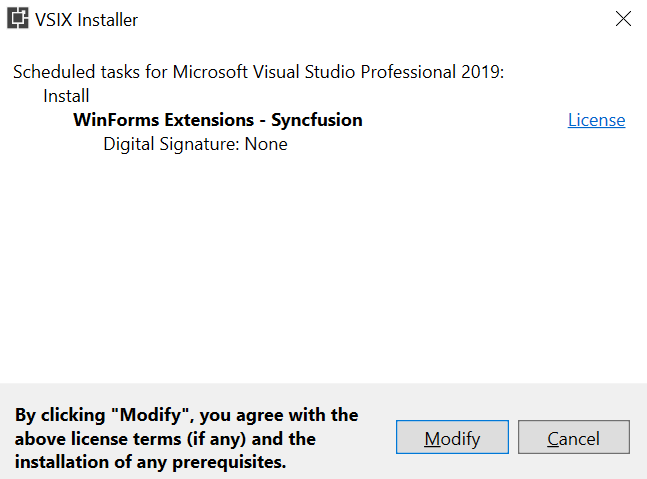 VSIX Installer
Scheduled tasks for Microsoft Visual Studio Professional 2019:
Install
WinForms Extensions - Syncfusion License
Digital Signature: None
By clicking "Modify", you agree with the
above license terms (if any) and the
installation of any prerequisites.
Modify Cancel